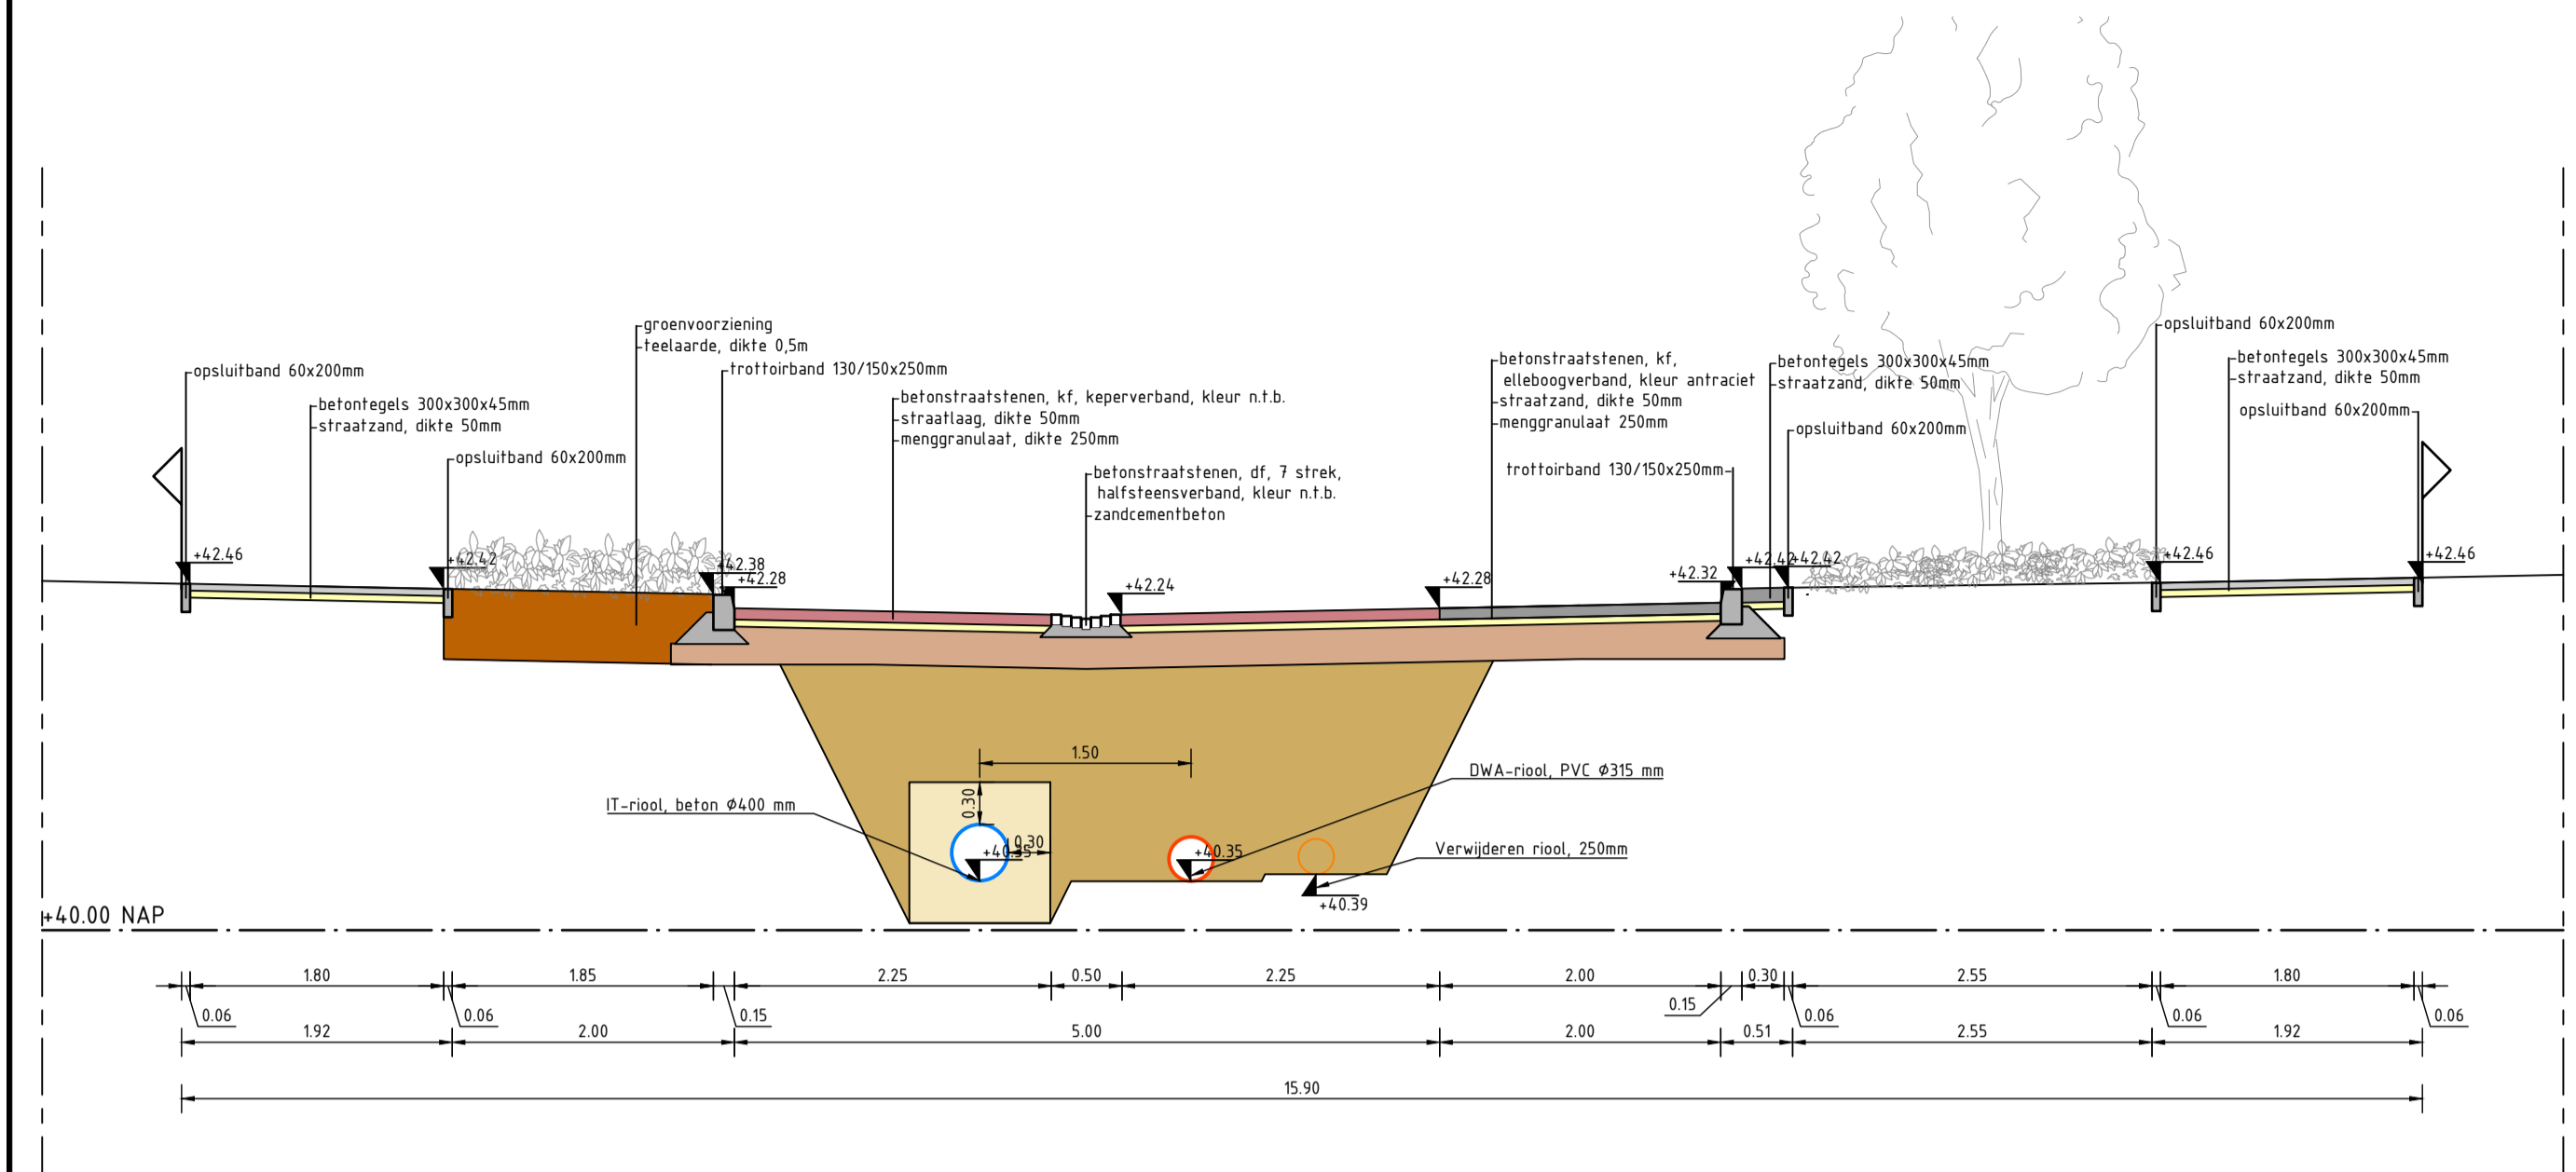 groenvoorziening
teelaarde, dikte 0,5m
opsluitband 60x200mm
trottoirband 130/150x250mm
betontegels 300x300x45mm
straatzand, dikte 50mm
opsluitband 60x200mm
betonstraatstenen, kf, keperverband, kleur n.t.b.
straatlaag, dikte 50mm
menggranulaat, dikte 250mm
betonstraatstenen, df, 7 strek,
halfsteensverband, kleur n.t.b.
zandcementbeton
betonstraatstenen, kf,
elleboogverband, kleur antraciet
straatzand, dikte 50mm
menggranulaat 250mm
trottoirband 130/150x250mm
betontegels 300x300x45mm
straatzand, dikte 50mm
opsluitband 60x200mm
opsluitband 60x200mm
betontegels 300x300x45mm
straatzand, dikte 50mm
opsluitband 60x200mm
+42.46
+42.42
+42.38
+42.28
+42.24
+42.28
+42.32
+42.42
+42.42
+42.46
+42.46
1.50
0.30
0.30
IT-riool, beton Ø400 mm
+40.35
DWA-riool, PVC Ø315 mm
+40.35
Verwijderen riool, 250mm
+40.39
+40.00 NAP
1.80 1.85 2.25 0.50 2.25 2.00 0.30 2.55 1.80
0.06 0.06 0.15 0.15 0.06 0.06 0.06
1.92 2.00 5.00 2.00 0.51 2.55 1.92
15.90